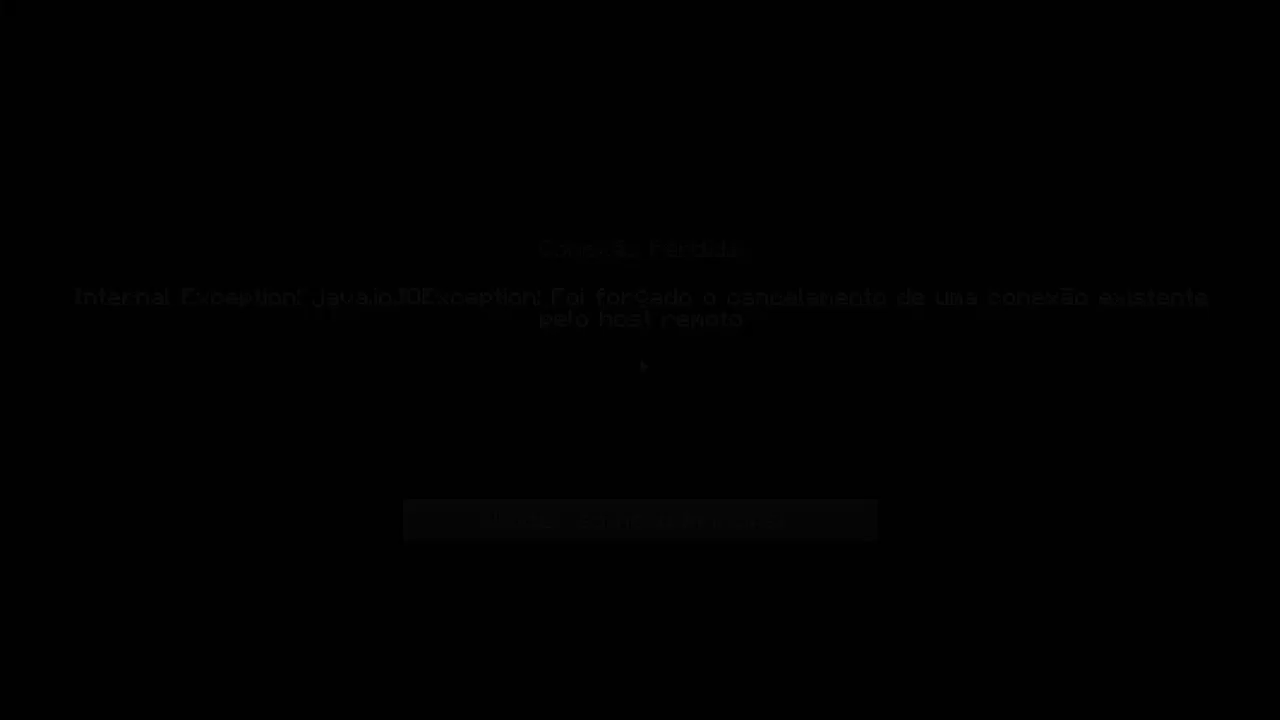 Conexão Perdida
Internal Exception: java.io.IOException: Foi forçado o cancelamento de uma conexão existente
pelo host remoto